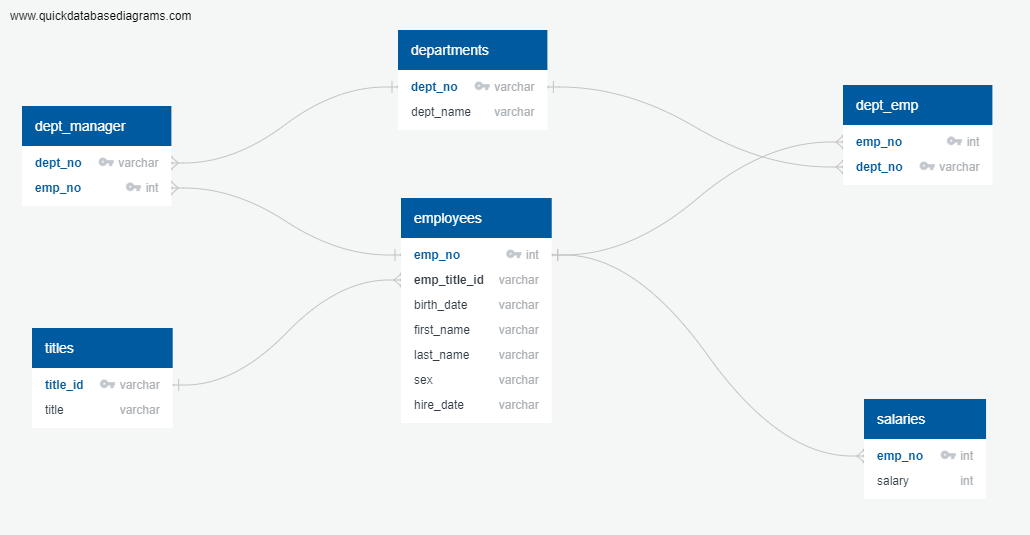 www.quickdatabasediagrams.com
departments
dept_no varchar
dept_name varchar
dept_manager
dept_no varchar
emp_no int
dept_emp
emp_no int
dept_no varchar
employees
emp_no int
emp_title_id varchar
birth_date varchar
first_name varchar
last_name varchar
sex varchar
hire_date varchar
titles
title_id varchar
title varchar
salaries
emp_no int
salary int